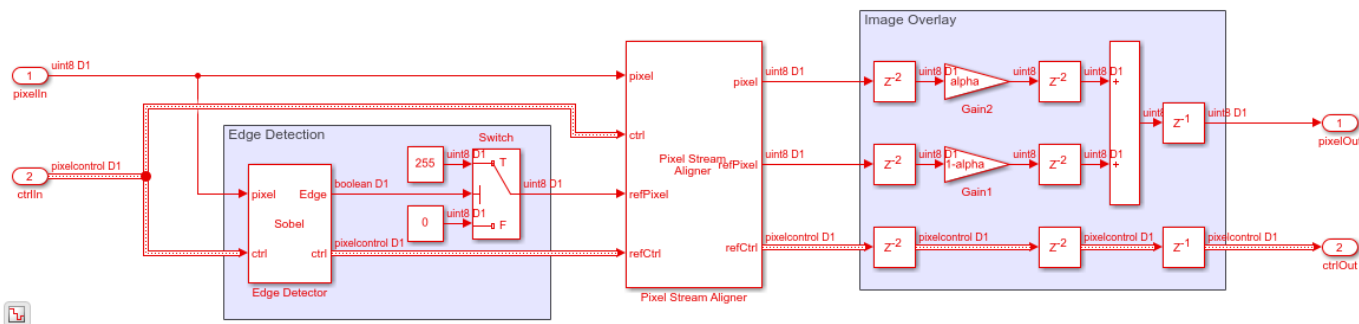 Image Overlay
uint8 D1
1
pixelIn
pixel
pixel
uint8 D1
Z-2
uint8 D1
alpha
Gain2
uint8
Z-2
uint8 D1
+
uint8
uint8 D1
Z-1
uint8 D1
1
pixelOut
ctrl
Edge Detection
Switch
pixelcontrol D1
2
ctrlIn
255
uint8 D1
T
Pixel Stream
Aligner
refPixel
uint8 D1
Z-2
uint8 D1
1-alpha
Gain1
uint8
Z-2
uint8 D1
+
pixel
Edge
boolean D1
uint8 D1
refPixel
Sobel
0
uint8 D1
F
ctrl
ctrl
pixelcontrol D1
refCtrl
refCtrl
pixelcontrol D1
Z-2
pixelcontrol D1
Z-2
pixelcontrol D1
Z-1
pixelcontrol D1
2
ctrlOut
Edge Detector
Pixel Stream Aligner